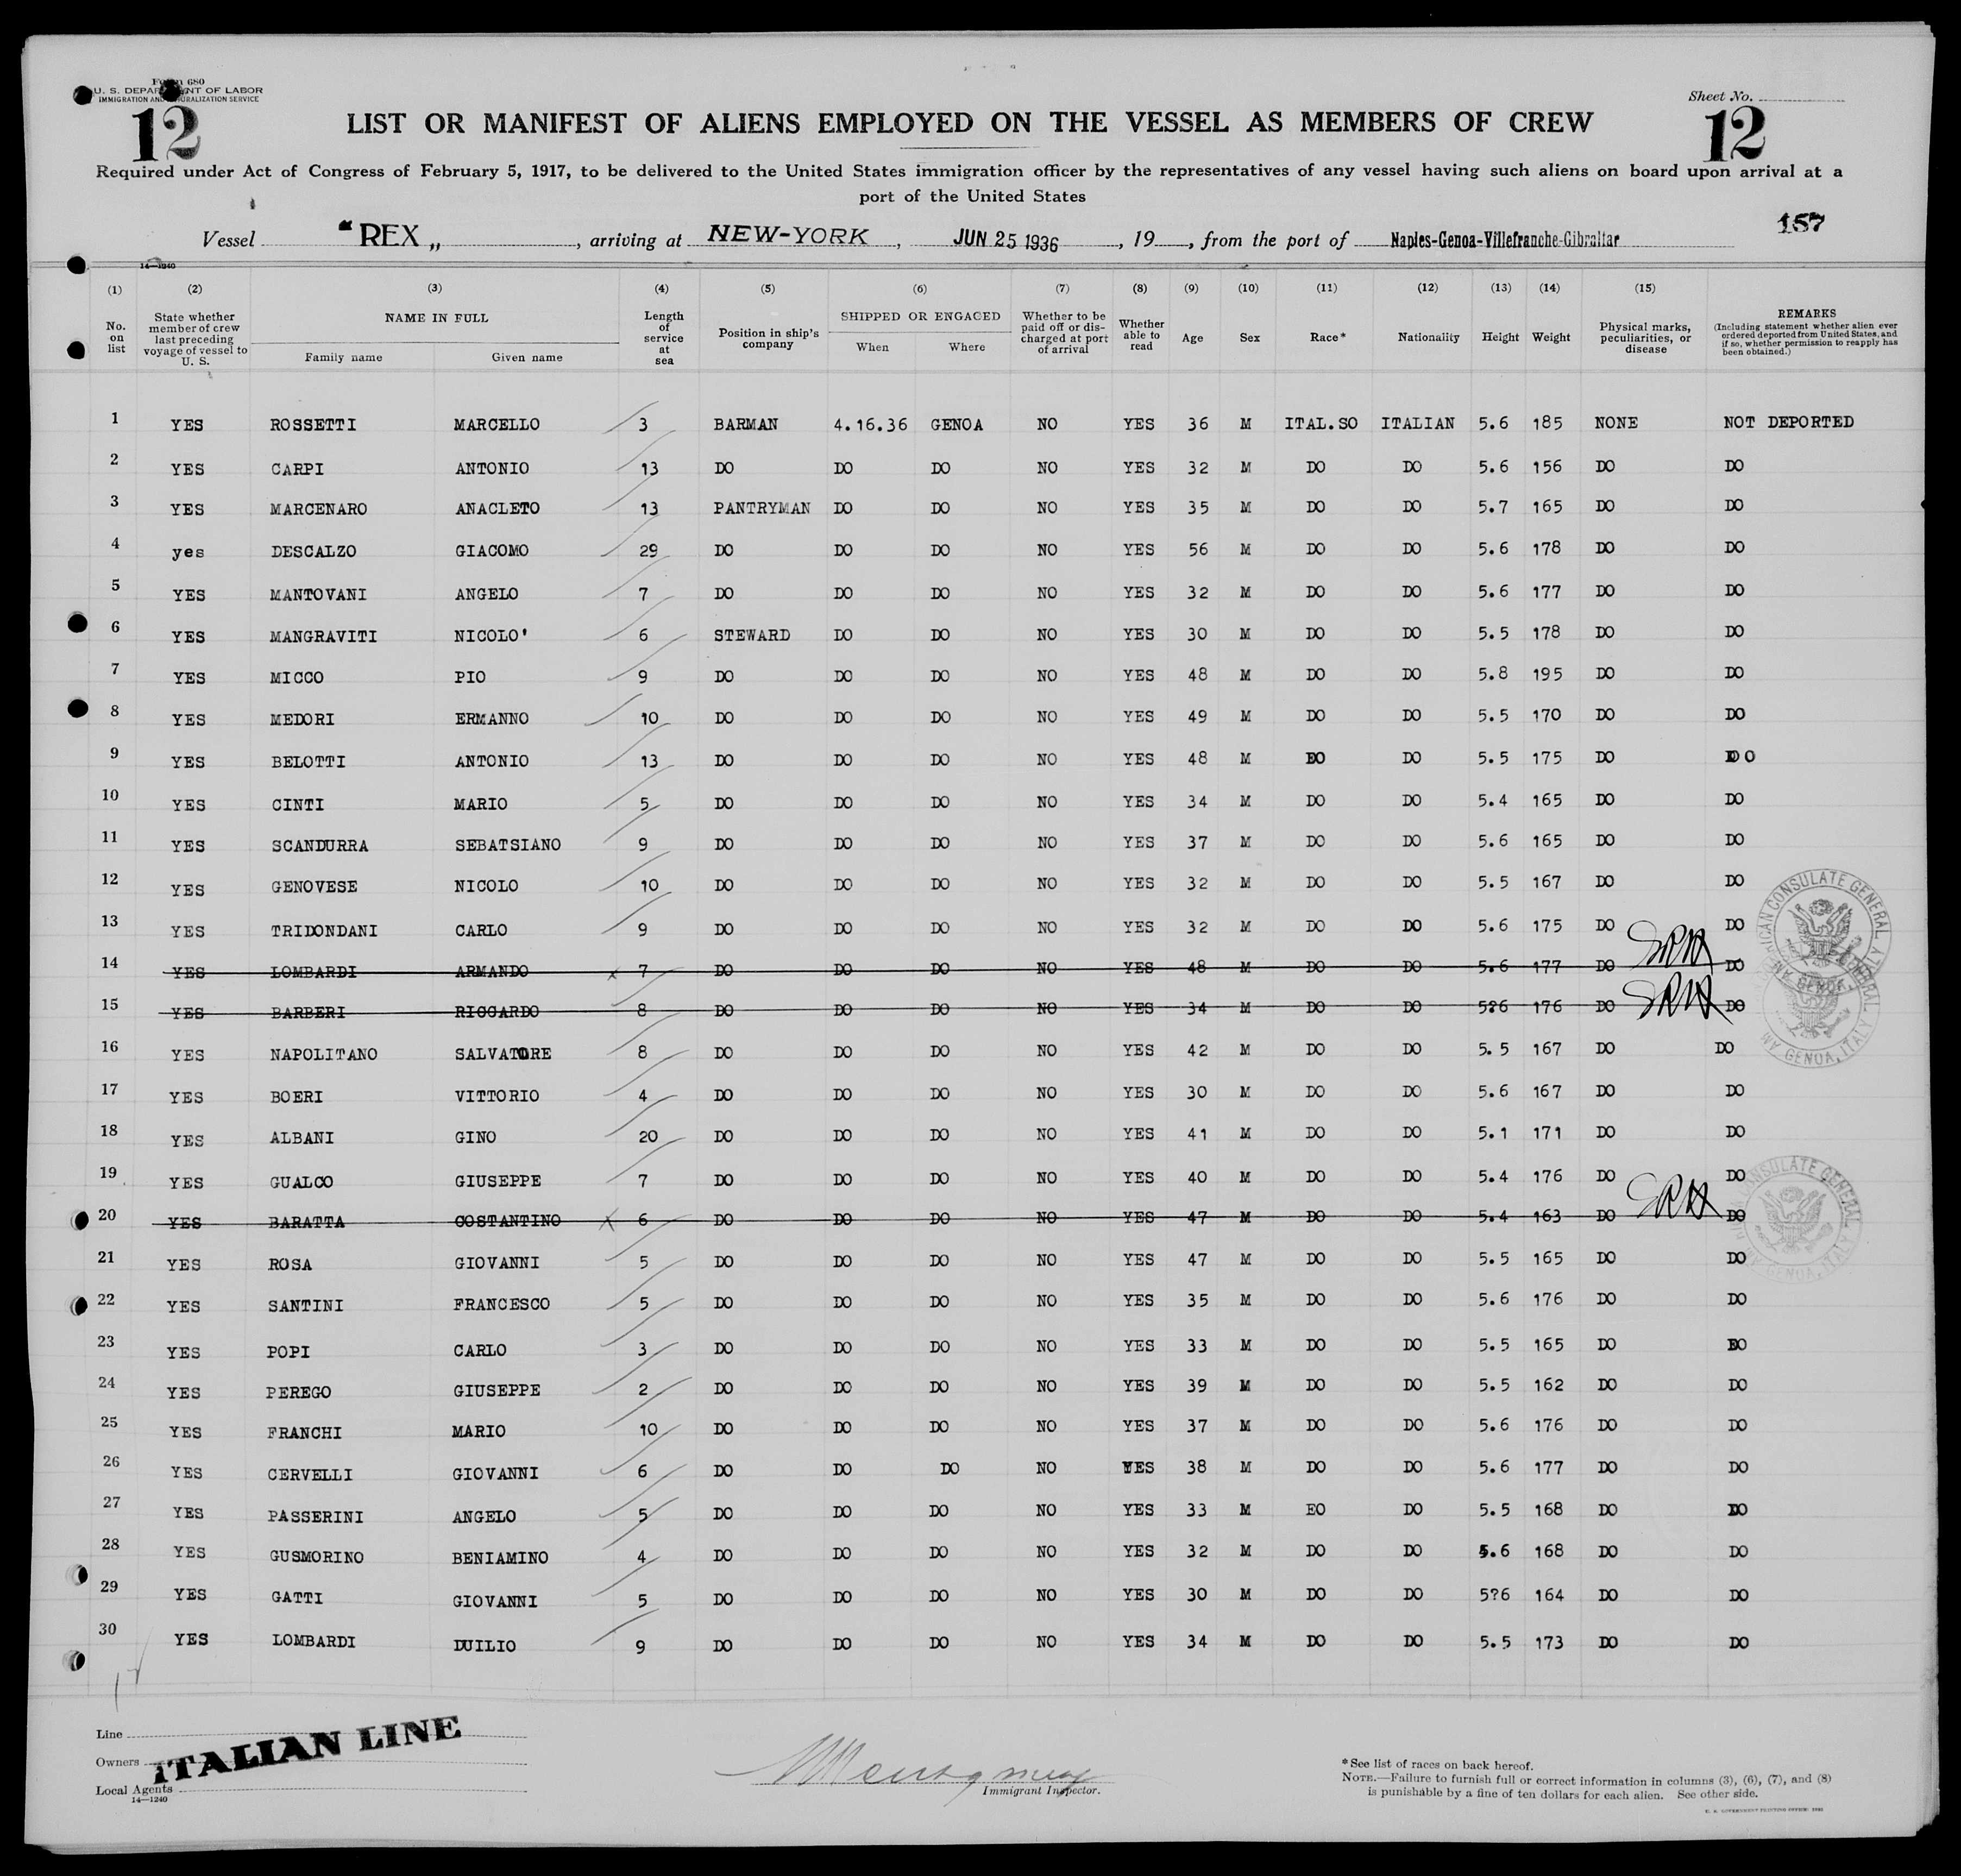 Form 680
U. S. DEPARTMENT OF LABOR
IMMIGRATION AND NATURALIZATION SERVICE
12
Sheet No.
12
LIST OR MANIFEST OF ALIENS EMPLOYED ON THE VESSEL AS MEMBERS OF CREW
Required under Act of Congress of February 5, 1917, to be delivered to the United States immigration officer by the representatives of any vessel having such aliens on board upon arrival at a
port of the United States
157
Vessel "REX„ , arriving at NEW-YORK , JUN 25 1936 , 19 , from the port of Naples-Genoa-Villefranche-Gibraltar
14—1240
(1) (2) (3) (4) (5) (6) (7) (8) (9) (10) (11) (12) (13) (14) (15)
No. on list State whether member of crew last preceding voyage of vessel to U. S. NAME IN FULL Family name Given name Length of service at sea Position in ship's company SHIPPED OR ENGAGED When Where Whether to be paid off or discharged at port of arrival Whether able to read Age Sex Race* Nationality Height Weight Physical marks, peculiarities, or disease REMARKS (Including statement whether alien ever ordered deported from United States, and if so, whether permission to reapply has been obtained.)
1 YES ROSSETTI MARCELLO 3 BARMAN 4.16.36 GENOA NO YES 36 M ITAL.SO ITALIAN 5.6 185 NONE NOT DEPORTED
2 YES CARPI ANTONIO 13 DO DO DO NO YES 32 M DO DO 5.6 156 DO DO
3 YES MARCENARO ANACLETO 13 PANTRYMAN DO DO NO YES 35 M DO DO 5.7 165 DO DO
4 yes DESCALZO GIACOMO 29 DO DO DO NO YES 56 M DO DO 5.6 178 DO DO
5 YES MANTOVANI ANGELO 7 DO DO DO NO YES 32 M DO DO 5.6 177 DO DO
6 YES MANGRAVITI NICOLO' 6 STEWARD DO DO NO YES 30 M DO DO 5.5 178 DO DO
7 YES MICCO PIO 9 DO DO DO NO YES 48 M DO DO 5.8 195 DO DO
8 YES MEDORI ERMANNO 10 DO DO DO NO YES 49 M DO DO 5.5 170 DO DO
9 YES BELOTTI ANTONIO 13 DO DO DO NO YES 48 M DO DO 5.5 175 DO DO
10 YES CINTI MARIO 5 DO DO DO NO YES 34 M DO DO 5.4 165 DO DO
11 YES SCANDURRA SEBATSIANO 9 DO DO DO NO YES 37 M DO DO 5.6 165 DO DO
12 YES GENOVESE NICOLO 10 DO DO DO NO YES 32 M DO DO 5.5 167 DO DO
13 YES TRIDONDANI CARLO 9 DO DO DO NO YES 32 M DO DO 5.6 175 DO DO
14 YES LOMBARDI ARMANDO 7 DO DO DO NO YES 48 M DO DO 5.6 177 DO DO
15 YES BARBERI RICCARDO 8 DO DO DO NO YES 34 M DO DO 5?6 176 DO DO
16 YES NAPOLITANO SALVATORE 8 DO DO DO NO YES 42 M DO DO 5.5 167 DO DO
17 YES BOERI VITTORIO 4 DO DO DO NO YES 30 M DO DO 5.6 167 DO DO
18 YES ALBANI GINO 20 DO DO DO NO YES 41 M DO DO 5.1 171 DO DO
19 YES GUALCO GIUSEPPE 7 DO DO DO NO YES 40 M DO DO 5.4 176 DO DO
20 YES BARATTA COSTANTINO 6 DO DO DO NO YES 47 M DO DO 5.4 163 DO DO
21 YES ROSA GIOVANNI 5 DO DO DO NO YES 47 M DO DO 5.5 165 DO DO
22 YES SANTINI FRANCESCO 5 DO DO DO NO YES 35 M DO DO 5.6 176 DO DO
23 YES POPI CARLO 3 DO DO DO NO YES 33 M DO DO 5.5 165 DO DO
24 YES PEREGO GIUSEPPE 2 DO DO DO NO YES 39 M DO DO 5.5 162 DO DO
25 YES FRANCHI MARIO 10 DO DO DO NO YES 37 M DO DO 5.6 176 DO DO
26 YES CERVELLI GIOVANNI 6 DO DO DO NO YES 38 M DO DO 5.6 177 DO DO
27 YES PASSERINI ANGELO 5 DO DO DO NO YES 33 M EO DO 5.5 168 DO DO
28 YES GUSMORINO BENIAMINO 4 DO DO DO NO YES 32 M DO DO 5.6 168 DO DO
29 YES GATTI GIOVANNI 5 DO DO DO NO YES 30 M DO DO 5?6 164 DO DO
30 YES LOMBARDI DUILIO 9 DO DO DO NO YES 34 M DO DO 5.5 173 DO DO
AMERICAN CONSULATE GENERAL GENOA, ITALY
Line
Owners ITALIAN LINE
Local Agents
14—1240
Immigrant Inspector.
*See list of races on back hereof.
NOTE.—Failure to furnish full or correct information in columns (3), (6), (7), and (8)
is punishable by a fine of ten dollars for each alien. See other side.